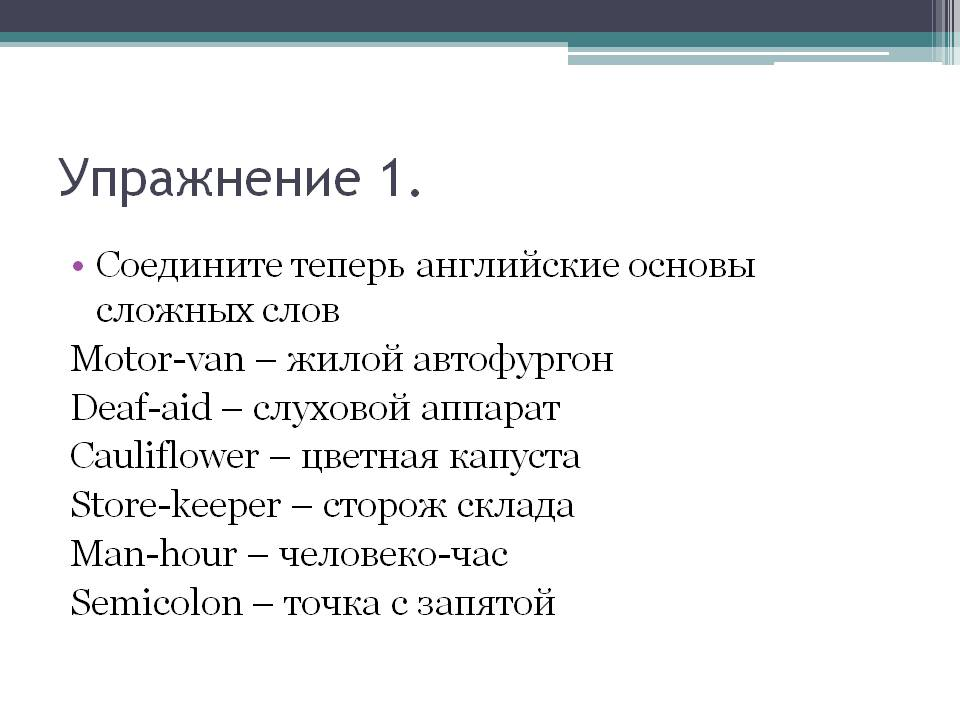 Упражнение 1.
• Соедините теперь английские основы
сложных слов
Motor-van – жилой автофургон
Deaf-aid – слуховой аппарат
Cauliflower – цветная капуста
Store-keeper – сторож склада
Man-hour – человеко-час
Semicolon – точка с запятой